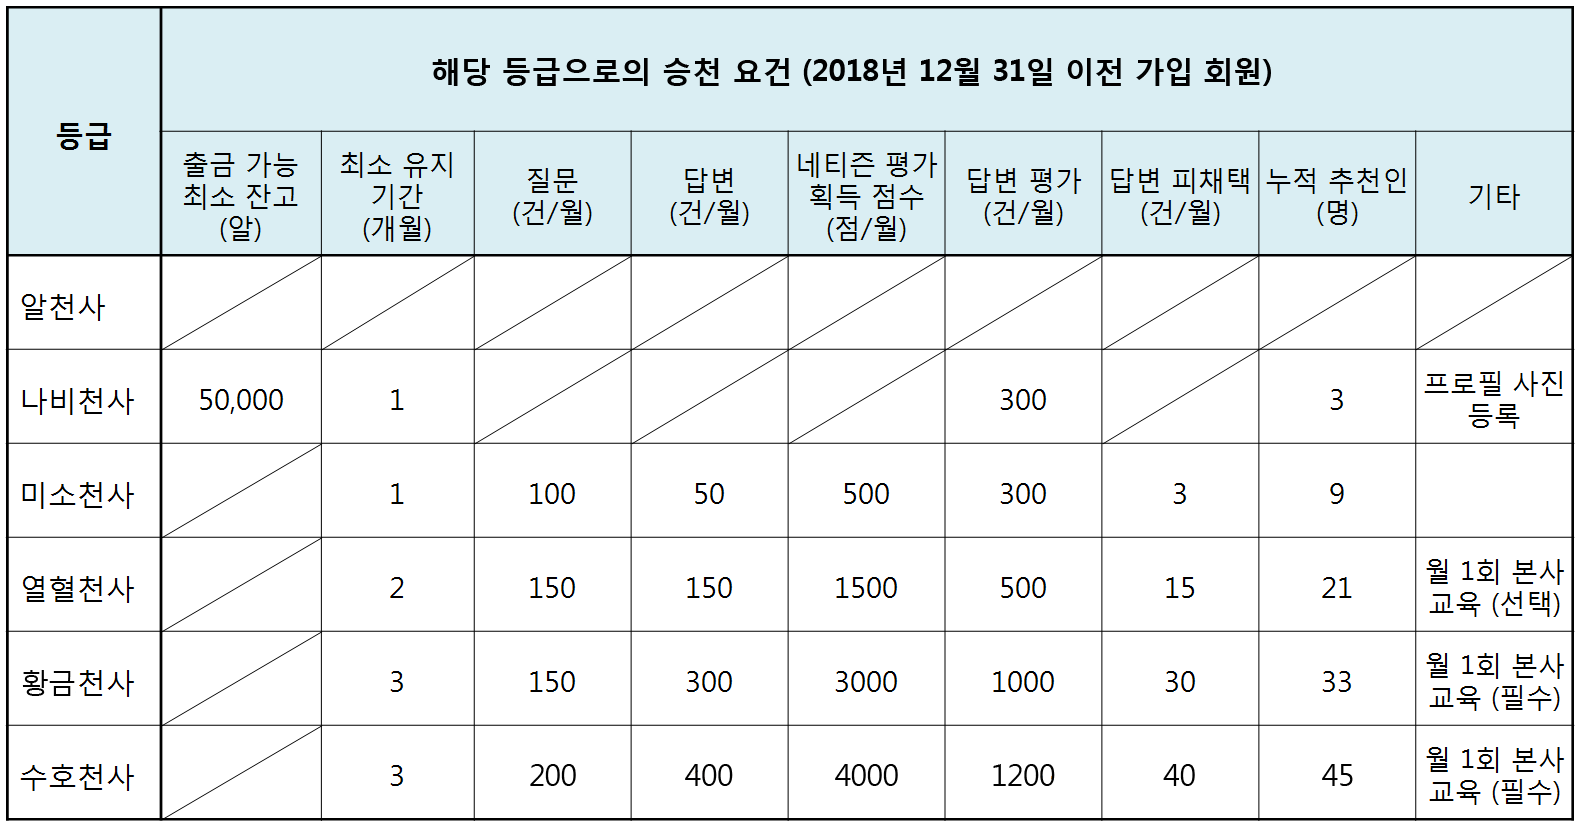 등급
해당 등급으로의 승천 요건 (2018년 12월 31일 이전 가입 회원)
출금 가능
최소 잔고
(알)
최소 유지
기간
(개월)
질문
(건/월)
답변
(건/월)
네티즌 평가
획득 점수
(점/월)
답변 평가
(건/월)
답변 피채택
(건/월)
누적 추천인
(명)
기타
알천사
나비천사
50,000
1
300
3
프로필 사진
등록
미소천사
1
100
50
500
300
3
9
열혈천사
2
150
150
1500
500
15
21
월 1회 본사
교육 (선택)
황금천사
3
150
300
3000
1000
30
33
월 1회 본사
교육 (필수)
수호천사
3
200
400
4000
1200
40
45
월 1회 본사
교육 (필수)